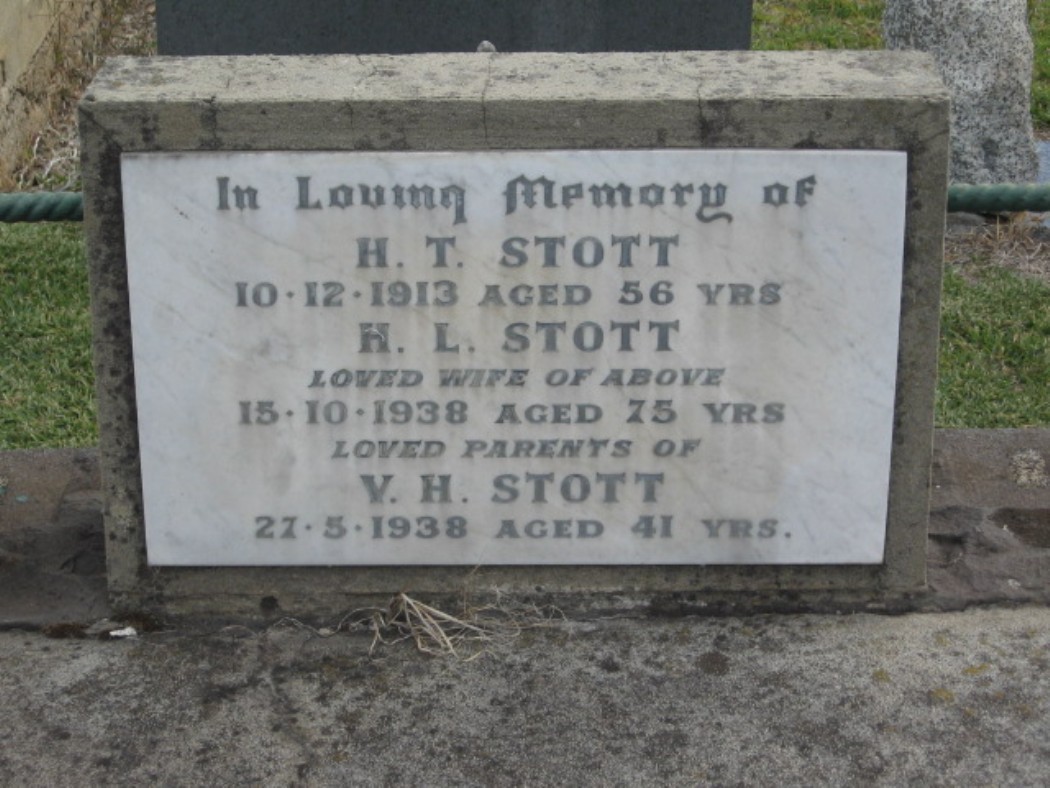 In Loving Memory of
H. T. STOTT
10·12·1913 AGED 56 YRS
H. L. STOTT
LOVED WIFE OF ABOVE
15·10·1938 AGED 75 YRS
LOVED PARENTS OF
V. H. STOTT
27·5·1938 AGED 41 YRS.